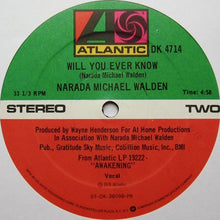 ATLANTIC
DK 4714
WILL YOU EVER KNOW
(Narada Michael Walden)
33 1/3 RPM
Time: 4:58
NARADA MICHAEL WALDEN
STEREO
TWO
Produced by Wayne Henderson For At Home Productions
In Association With Narada Michael Walden
Pub., Gratitude Sky Music, Cotillion Music, Inc., BMI
From Atlantic LP 19222-
"AWAKENING"
Vocal